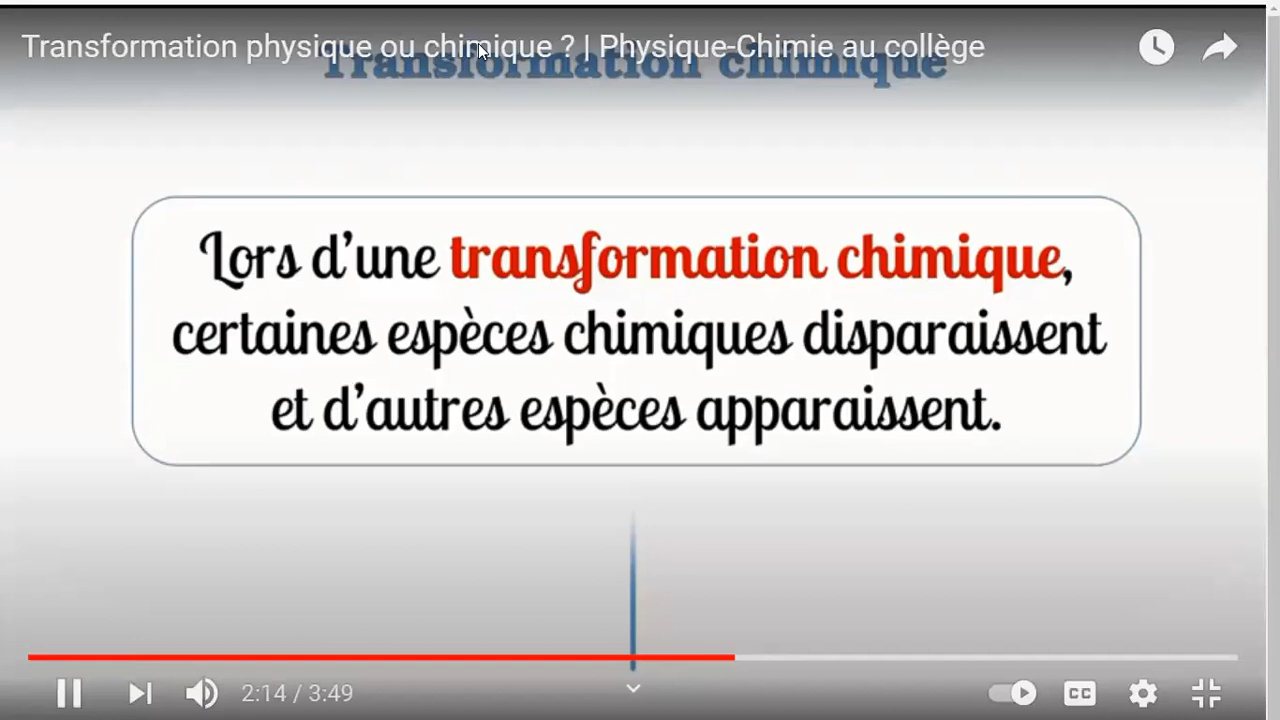 Transformation physique ou chimique ? | Physique-Chimie au collège
Transformation chimique
Lors d'une transformation chimique,
certaines espèces chimiques disparaissent
et d'autres espèces apparaissent.
2:14 / 3:49
CC